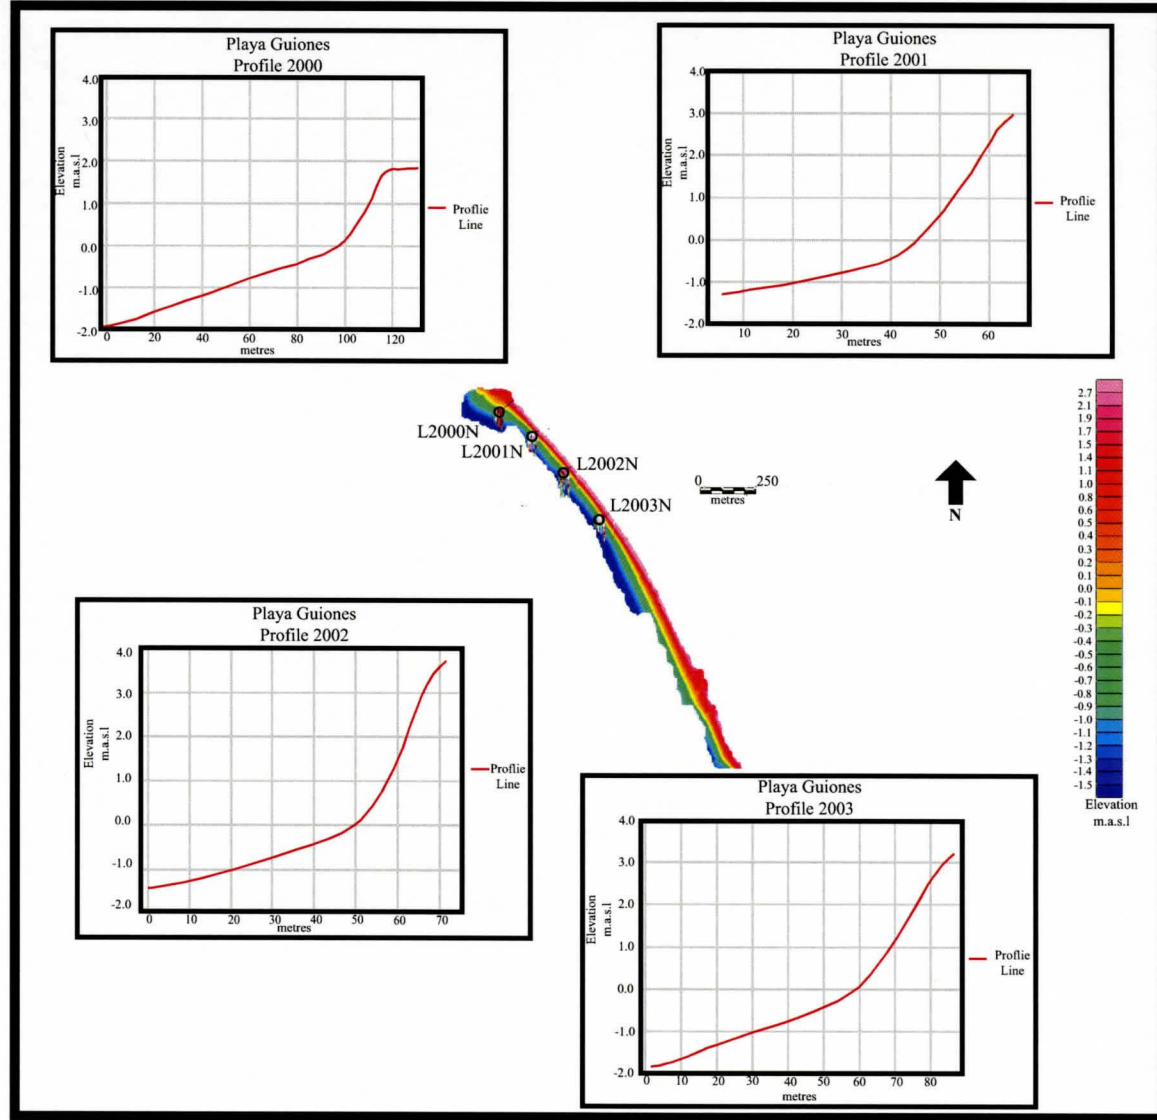 Playa Guiones
Profile 2000
4.0
3.0
2.0
1.0
0.0
-1.0
-2.0
Elevation
m.a.s.l
0 20 40 60 80 100 120
metres
Proflie
Line
Playa Guiones
Profile 2001
4.0
3.0
2.0
1.0
0.0
-1.0
-2.0
Elevation
m.a.s.l
10 20 30 40 50 60
metres
Proflie
Line
L2000N
L2001N
L2002N
L2003N
0 250
metres
N
2.7
2.1
1.9
1.7
1.5
1.4
1.1
1.0
0.8
0.6
0.5
0.4
0.3
0.2
0.1
0.0
-0.1
-0.2
-0.3
-0.4
-0.5
-0.6
-0.7
-0.8
-0.9
-1.0
-1.1
-1.2
-1.3
-1.4
-1.5
Elevation
m.a.s.l
Playa Guiones
Profile 2002
4.0
3.0
2.0
1.0
0.0
-1.0
-2.0
Elevation
m.a.s.l
0 10 20 30 40 50 60 70
metres
Proflie
Line
Playa Guiones
Profile 2003
4.0
3.0
2.0
1.0
0.0
-1.0
-2.0
Elevation
m.a.s.l
0 10 20 30 40 50 60 70 80
metres
Proflie
Line